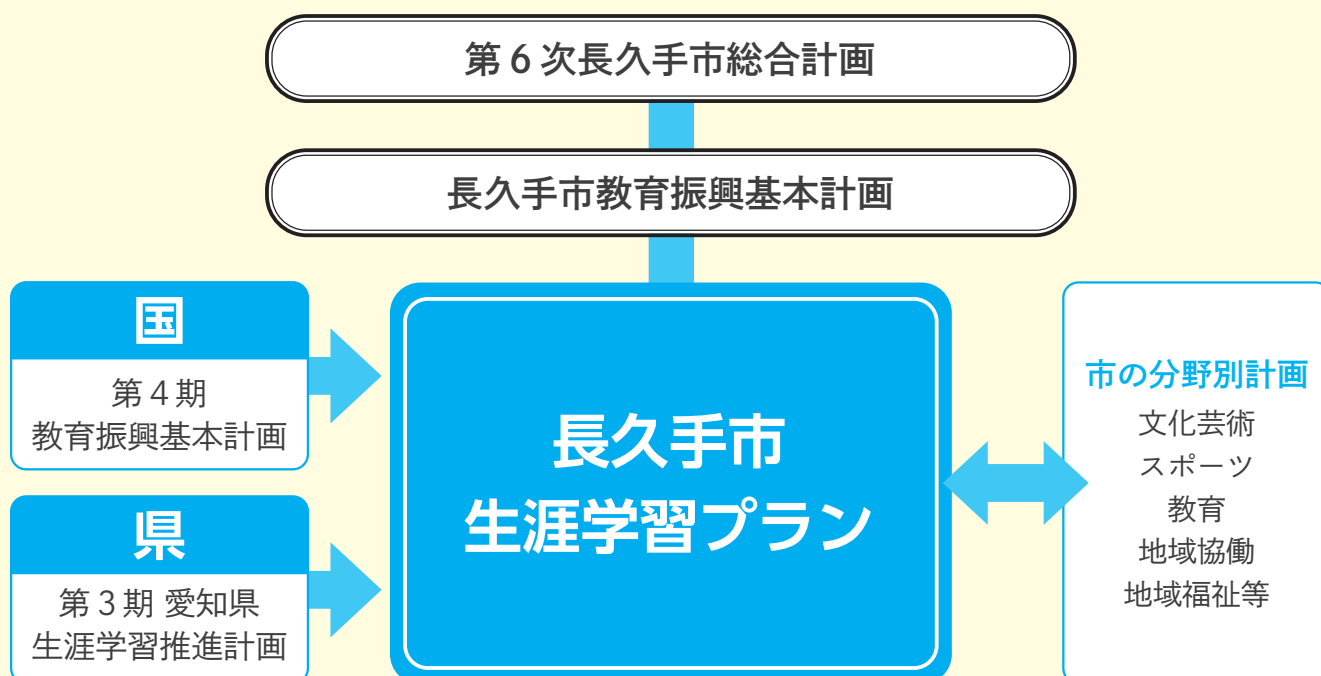 第6次長久手市総合計画
長久手市教育振興基本計画
国
第4期
教育振興基本計画
県
第3期 愛知県
生涯学習推進計画
長久手市
生涯学習プラン
市の分野別計画
文化芸術
スポーツ
教育
地域協働
地域福祉等